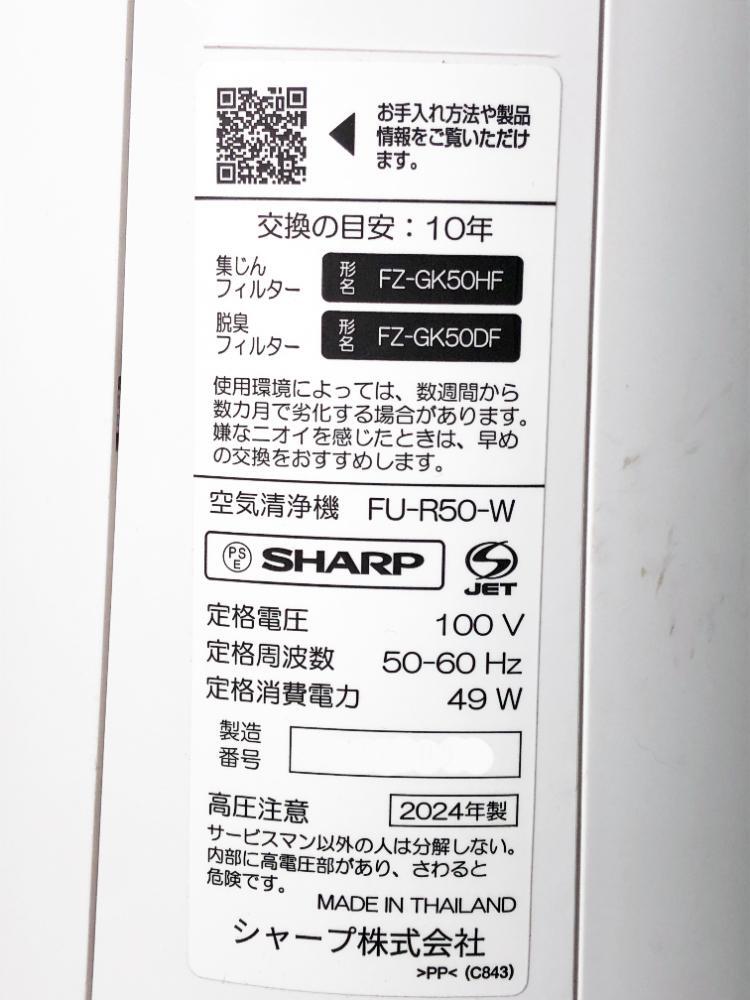 お手入れ方法や製品
情報をご覧いただけ
ます。
交換の目安：10年
集じん
フィルター
形名 FZ-GK50HF
脱臭
フィルター
形名 FZ-GK50DF
使用環境によっては、数週間から
数カ月で劣化する場合があります。
嫌なニオイを感じたときは、早め
の交換をおすすめします。
空気清浄機 FU-R50-W
PS
E
SHARP
JET
定格電圧 100 V
定格周波数 50-60 Hz
定格消費電力 49 W
製造
番号
高圧注意 2024年製
サービスマン以外の人は分解しない。
内部に高電圧部があり、さわると
危険です。
MADE IN THAILAND
シャープ株式会社
>PP< (C843)